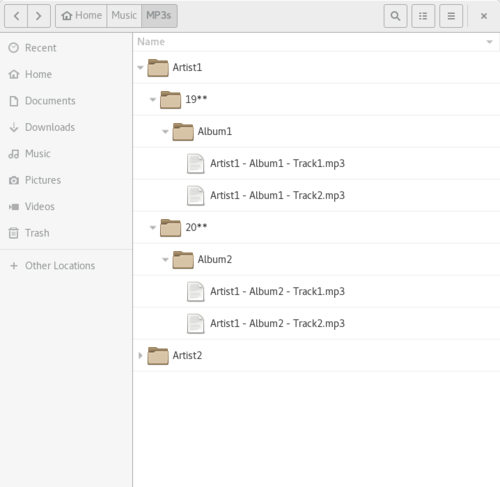 Home Music MP3s
Recent
Home
Documents
Downloads
Music
Pictures
Videos
Trash
Other Locations
Name
Artist1
19**
Album1
Artist1 - Album1 - Track1.mp3
Artist1 - Album1 - Track2.mp3
20**
Album2
Artist1 - Album2 - Track1.mp3
Artist1 - Album2 - Track2.mp3
Artist2